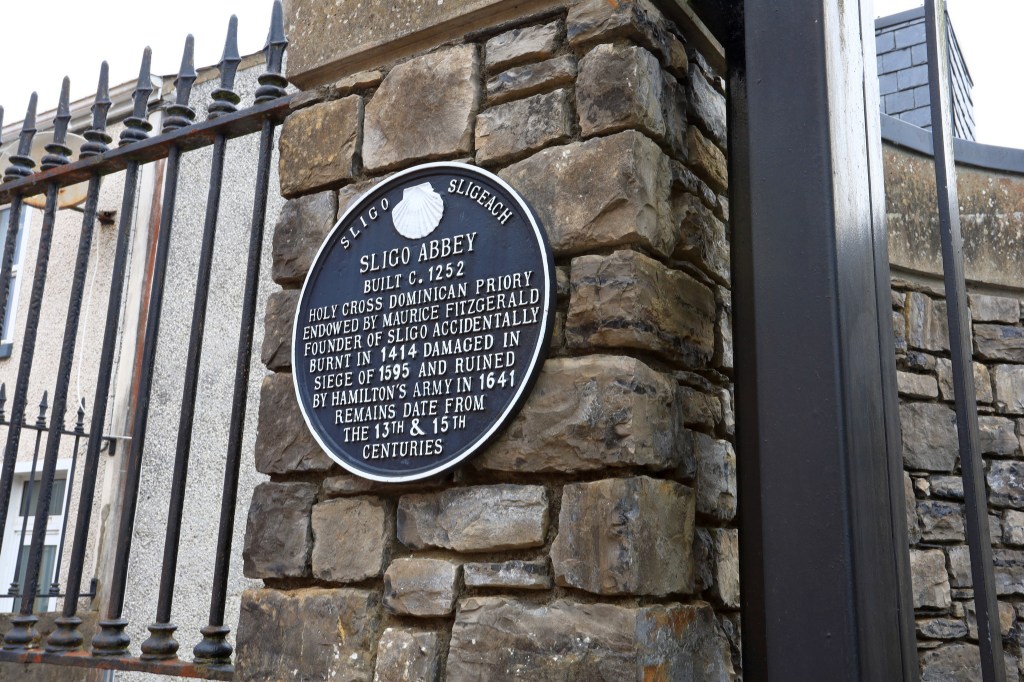 SLIGO SLIGEACH
SLIGO ABBEY
BUILT C. 1252
HOLY CROSS DOMINICAN PRIORY
ENDOWED BY MAURICE FITZGERALD
FOUNDER OF SLIGO ACCIDENTALLY
BURNT IN 1414 DAMAGED IN
SIEGE OF 1595 AND RUINED
BY HAMILTON'S ARMY IN 1641
REMAINS DATE FROM
THE 13TH & 15TH
CENTURIES